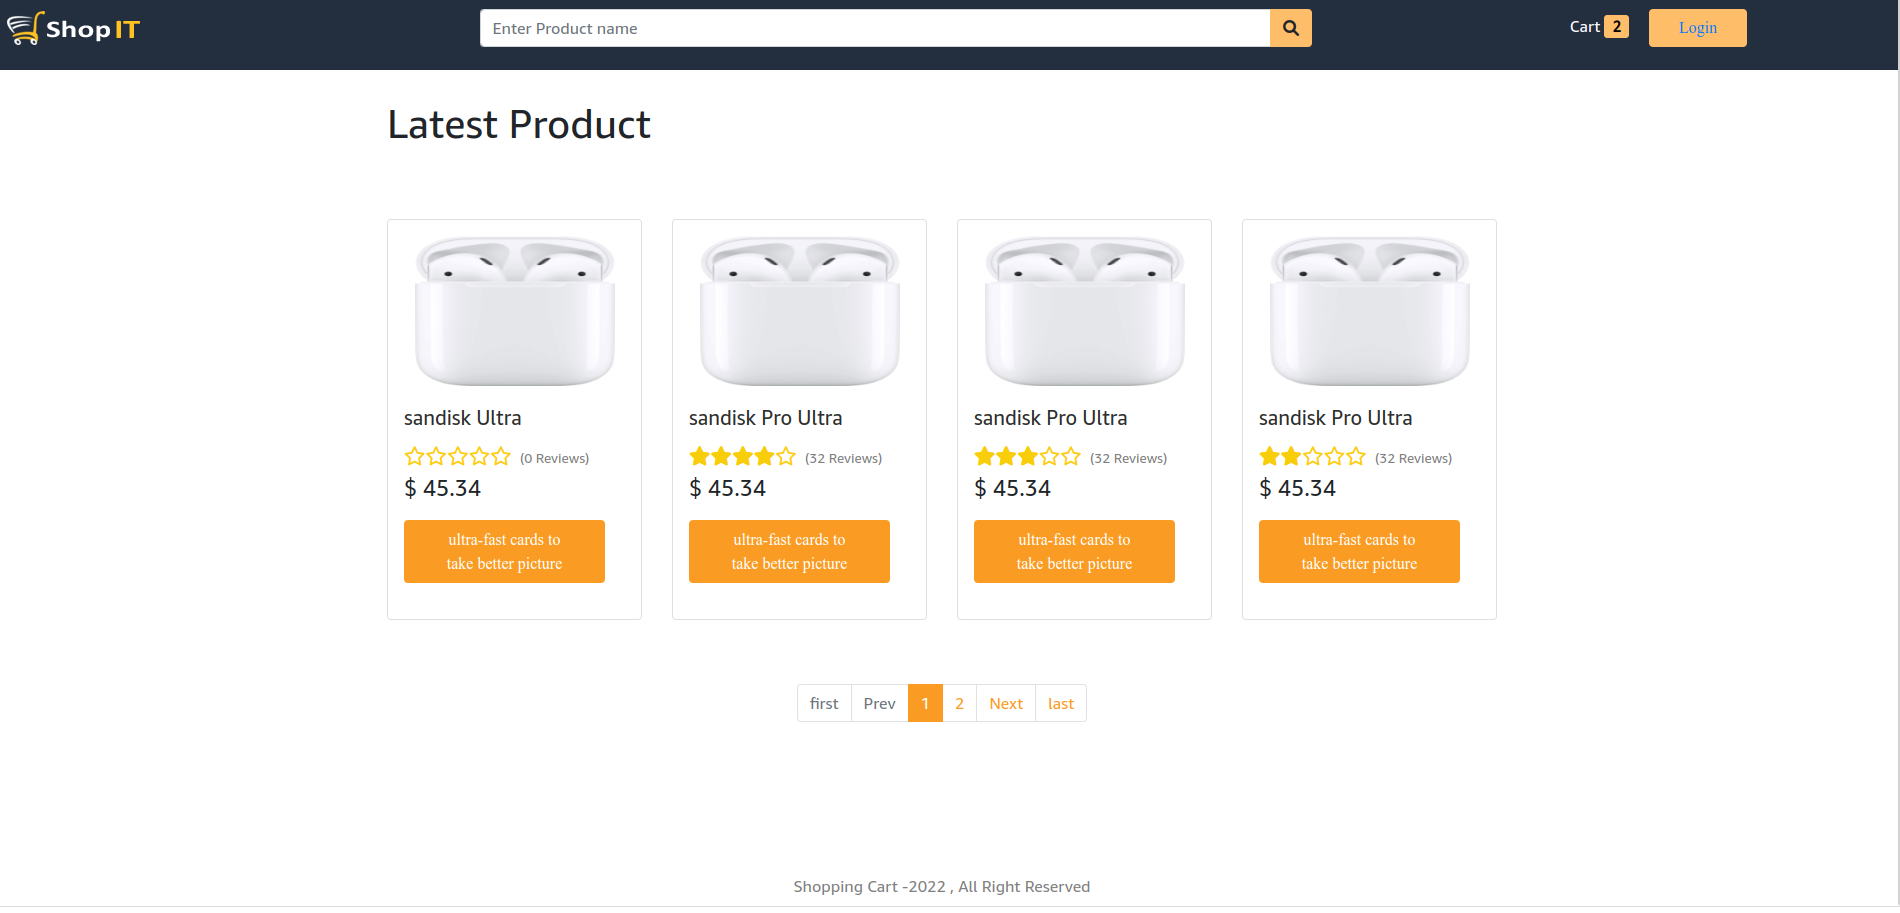 Shop IT
Enter Product name
Cart 2
Login
Latest Product
sandisk Ultra
(0 Reviews)
$ 45.34
ultra-fast cards to
take better picture
sandisk Pro Ultra
(32 Reviews)
$ 45.34
ultra-fast cards to
take better picture
sandisk Pro Ultra
(32 Reviews)
$ 45.34
ultra-fast cards to
take better picture
sandisk Pro Ultra
(32 Reviews)
$ 45.34
ultra-fast cards to
take better picture
first Prev 1 2 Next last
Shopping Cart -2022 , All Right Reserved